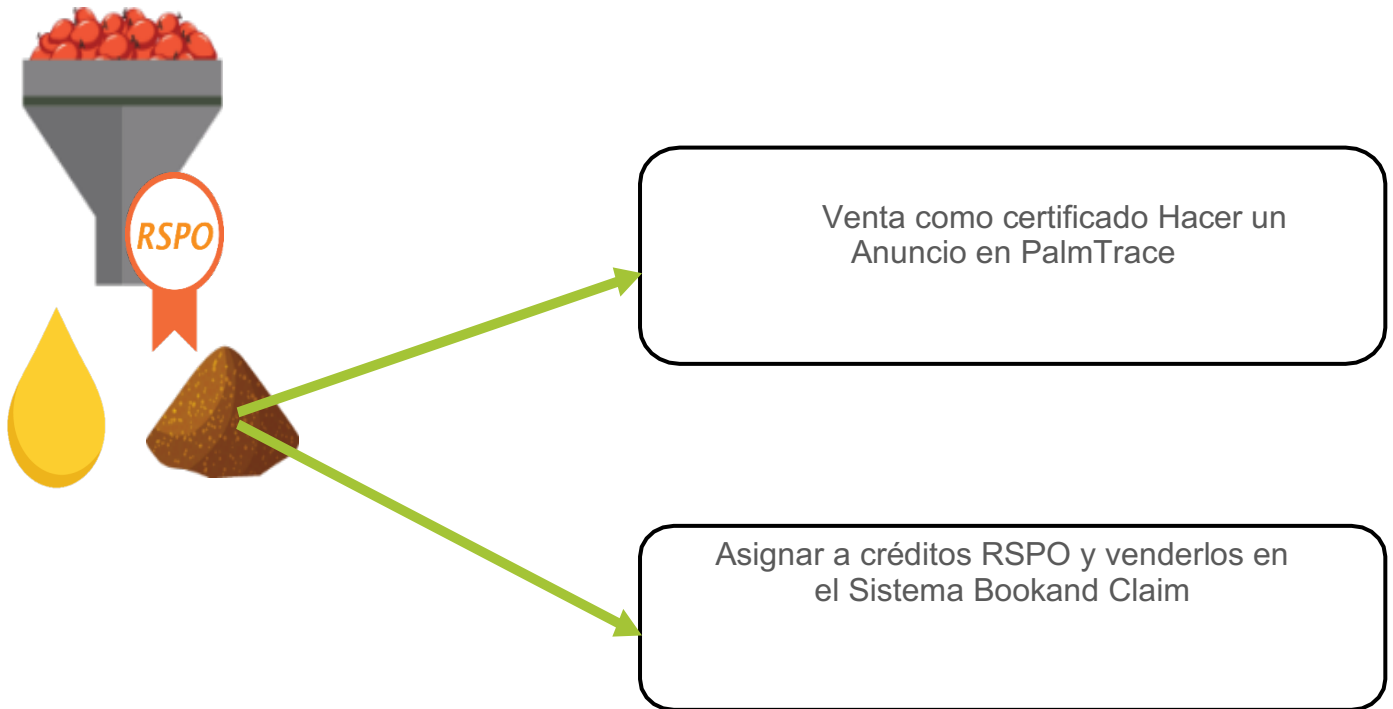 RSPO
Venta como certificado Hacer un
Anuncio en PalmTrace
Asignar a créditos RSPO y venderlos en
el Sistema Bookand Claim